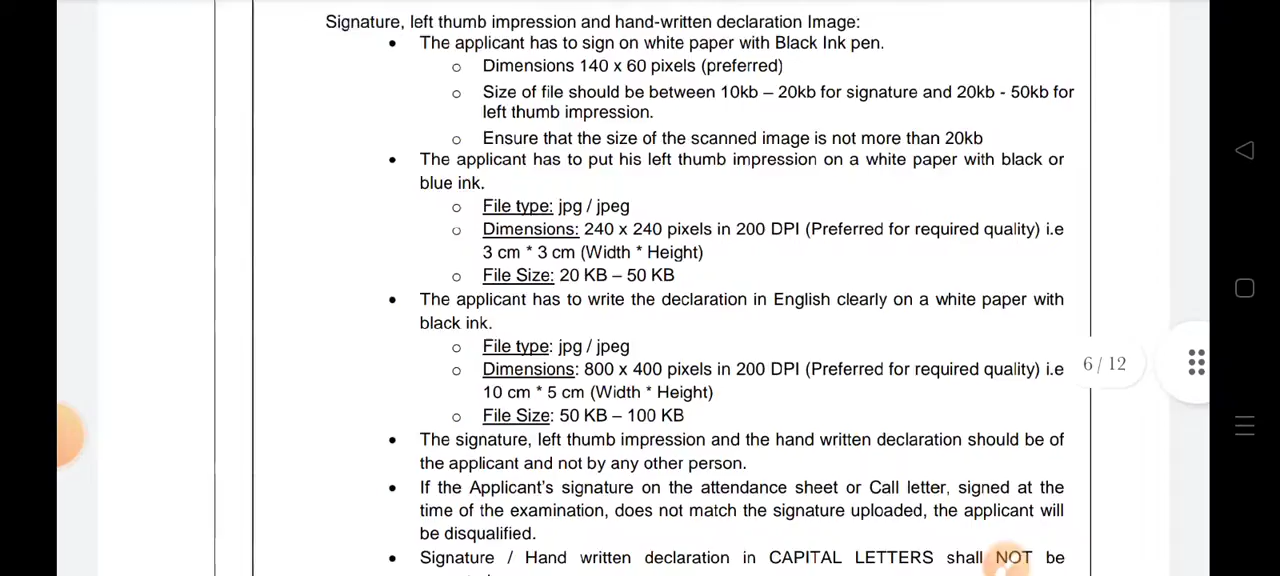 Signature, left thumb impression and hand-written declaration Image:
• The applicant has to sign on white paper with Black Ink pen.
o Dimensions 140 x 60 pixels (preferred)
o Size of file should be between 10kb – 20kb for signature and 20kb - 50kb for
left thumb impression.
o Ensure that the size of the scanned image is not more than 20kb
• The applicant has to put his left thumb impression on a white paper with black or
blue ink.
o File type: jpg / jpeg
o Dimensions: 240 x 240 pixels in 200 DPI (Preferred for required quality) i.e
3 cm * 3 cm (Width * Height)
o File Size: 20 KB – 50 KB
• The applicant has to write the declaration in English clearly on a white paper with
black ink.
o File type: jpg / jpeg
o Dimensions: 800 x 400 pixels in 200 DPI (Preferred for required quality) i.e
10 cm * 5 cm (Width * Height)
o File Size: 50 KB – 100 KB
• The signature, left thumb impression and the hand written declaration should be of
the applicant and not by any other person.
• If the Applicant's signature on the attendance sheet or Call letter, signed at the
time of the examination, does not match the signature uploaded, the applicant will
be disqualified.
• Signature / Hand written declaration in CAPITAL LETTERS shall NOT be
6 / 12